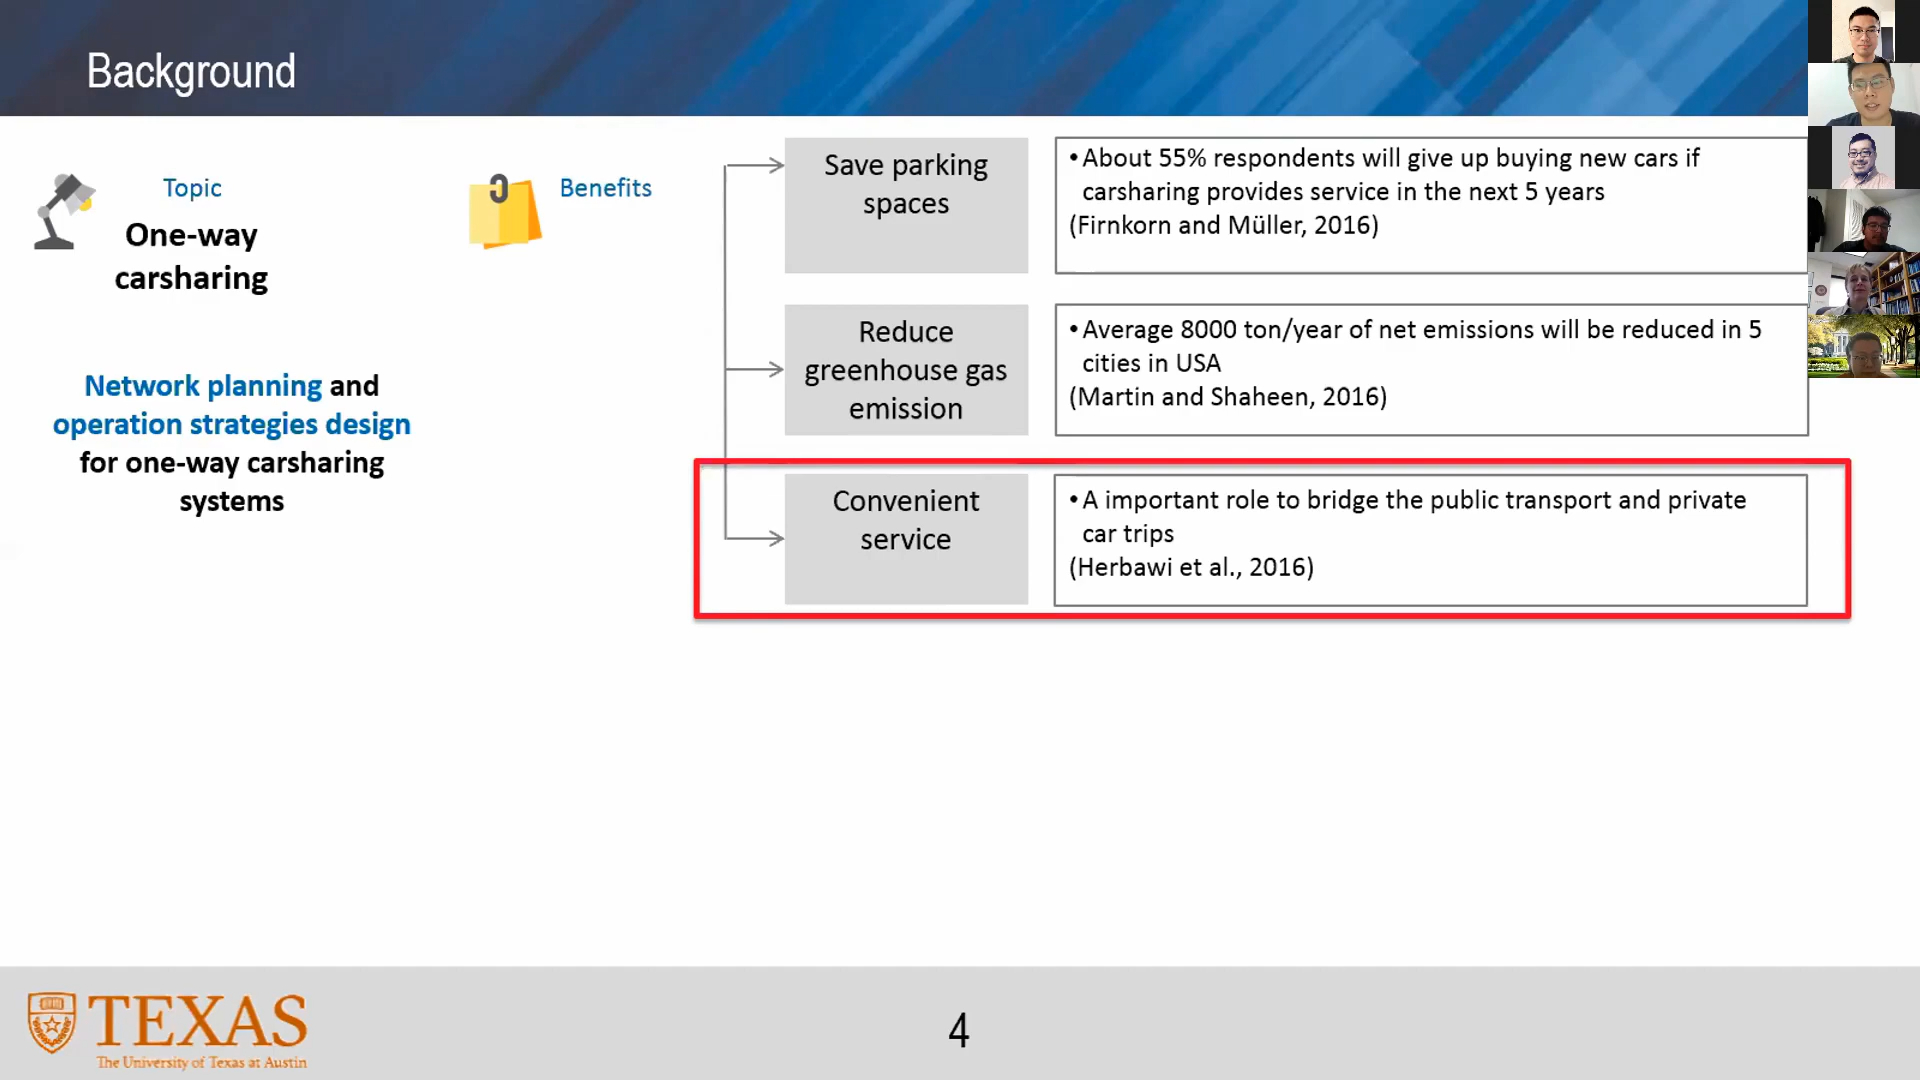 Background
Topic
One-way
carsharing
Network planning and
operation strategies design
for one-way carsharing
systems
Benefits
Save parking
spaces
•About 55% respondents will give up buying new cars if
carsharing provides service in the next 5 years
(Firnkorn and Müller, 2016)
Reduce
greenhouse gas
emission
•Average 8000 ton/year of net emissions will be reduced in 5
cities in USA
(Martin and Shaheen, 2016)
Convenient
service
•A important role to bridge the public transport and private
car trips
(Herbawi et al., 2016)
TEXAS
The University of Texas at Austin
4